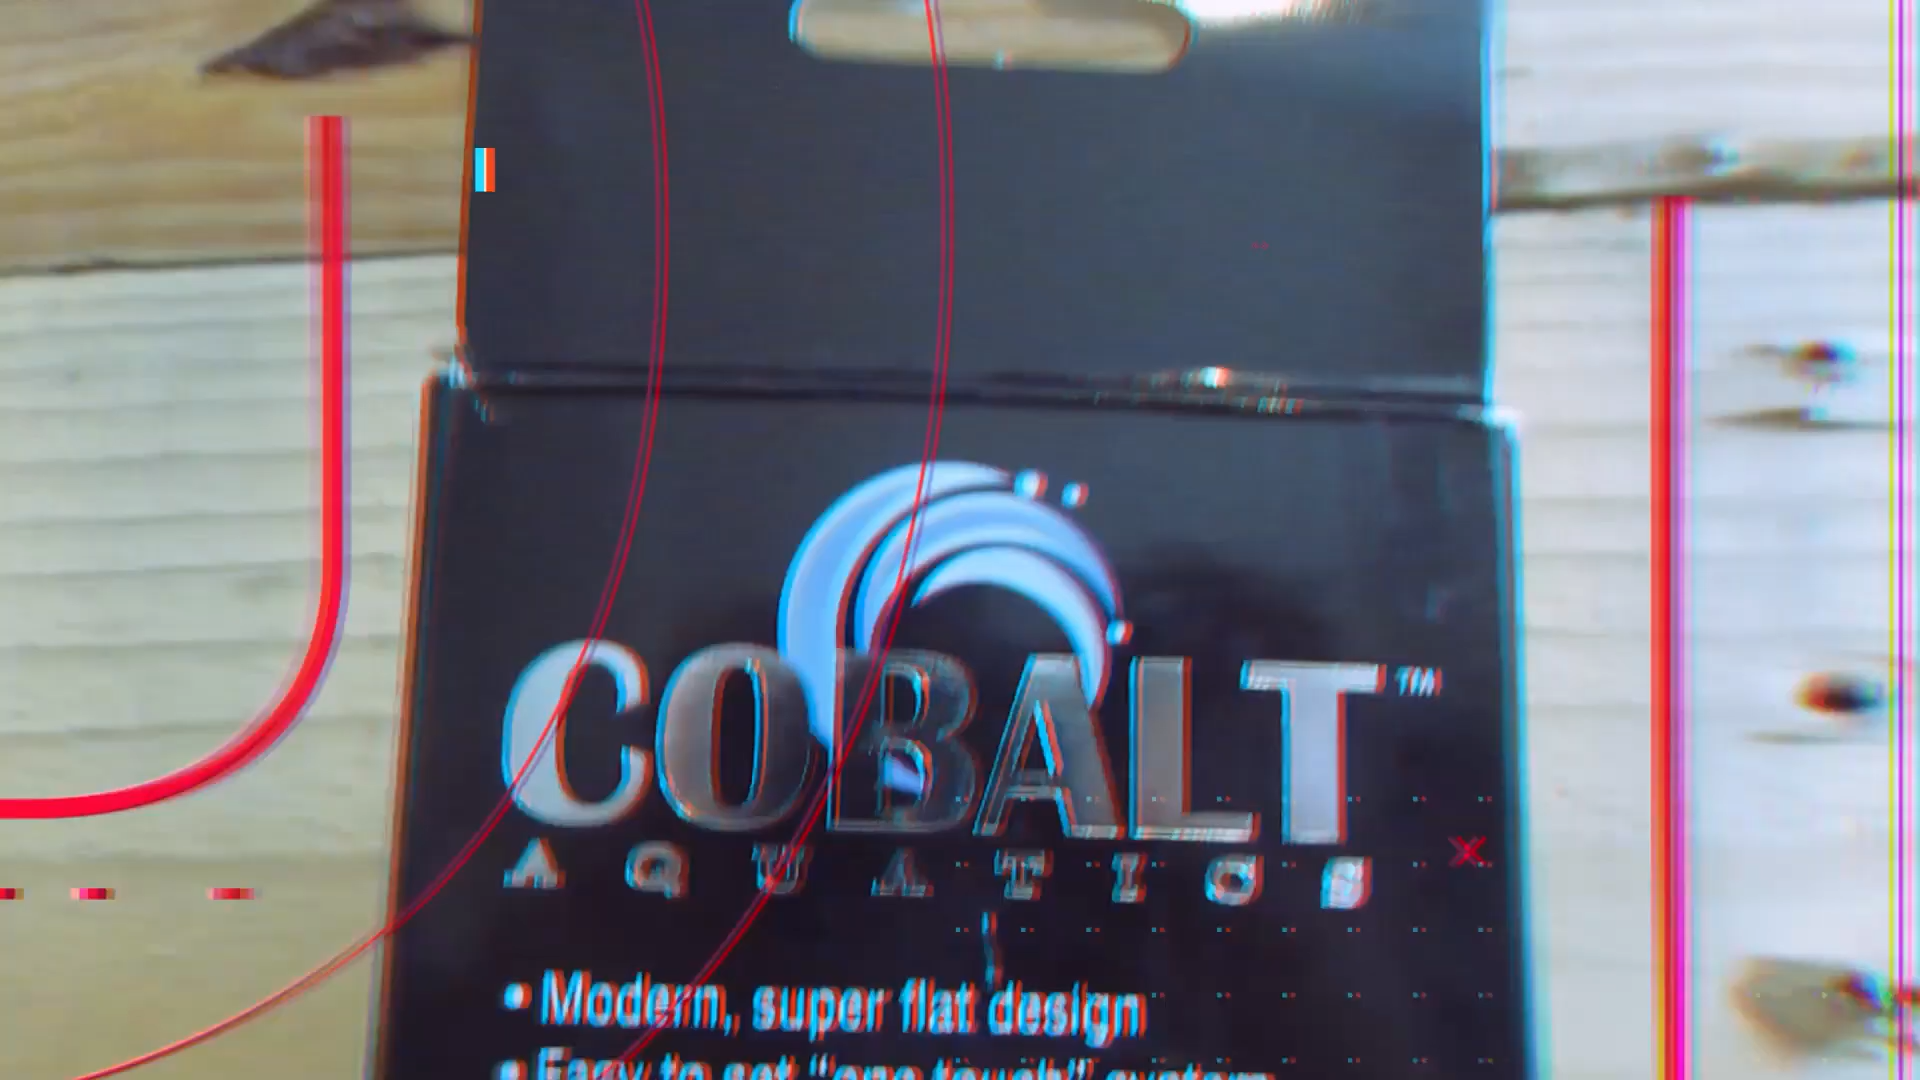 COBALT™
AQUATICS
• Modern, super flat design
• Easy to set “one touch” system